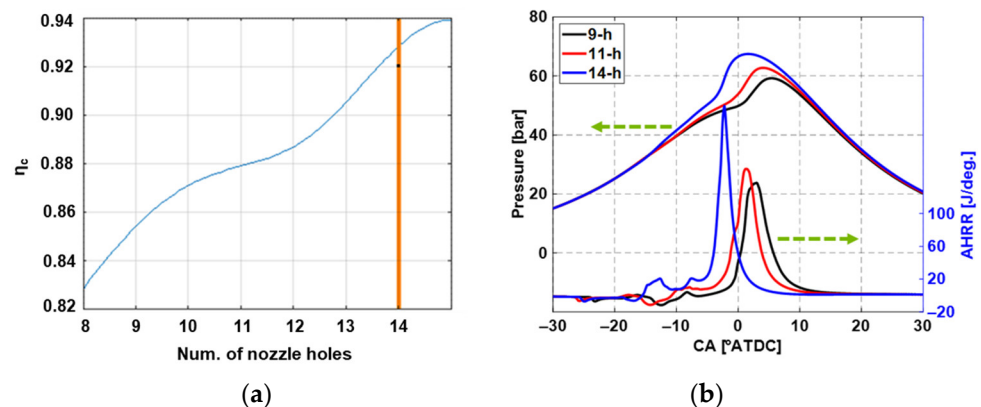 0.94
0.92
0.90
0.88
0.86
0.84
0.82
ηc
8 9 10 11 12 13 14
Num. of nozzle holes
(a)
9-h
11-h
14-h
80
60
40
20
0
Pressure [bar]
100
60
20
−20
AHRR [J/deg.]
−30 −20 −10 0 10 20 30
CA [ºATDC]
(b)